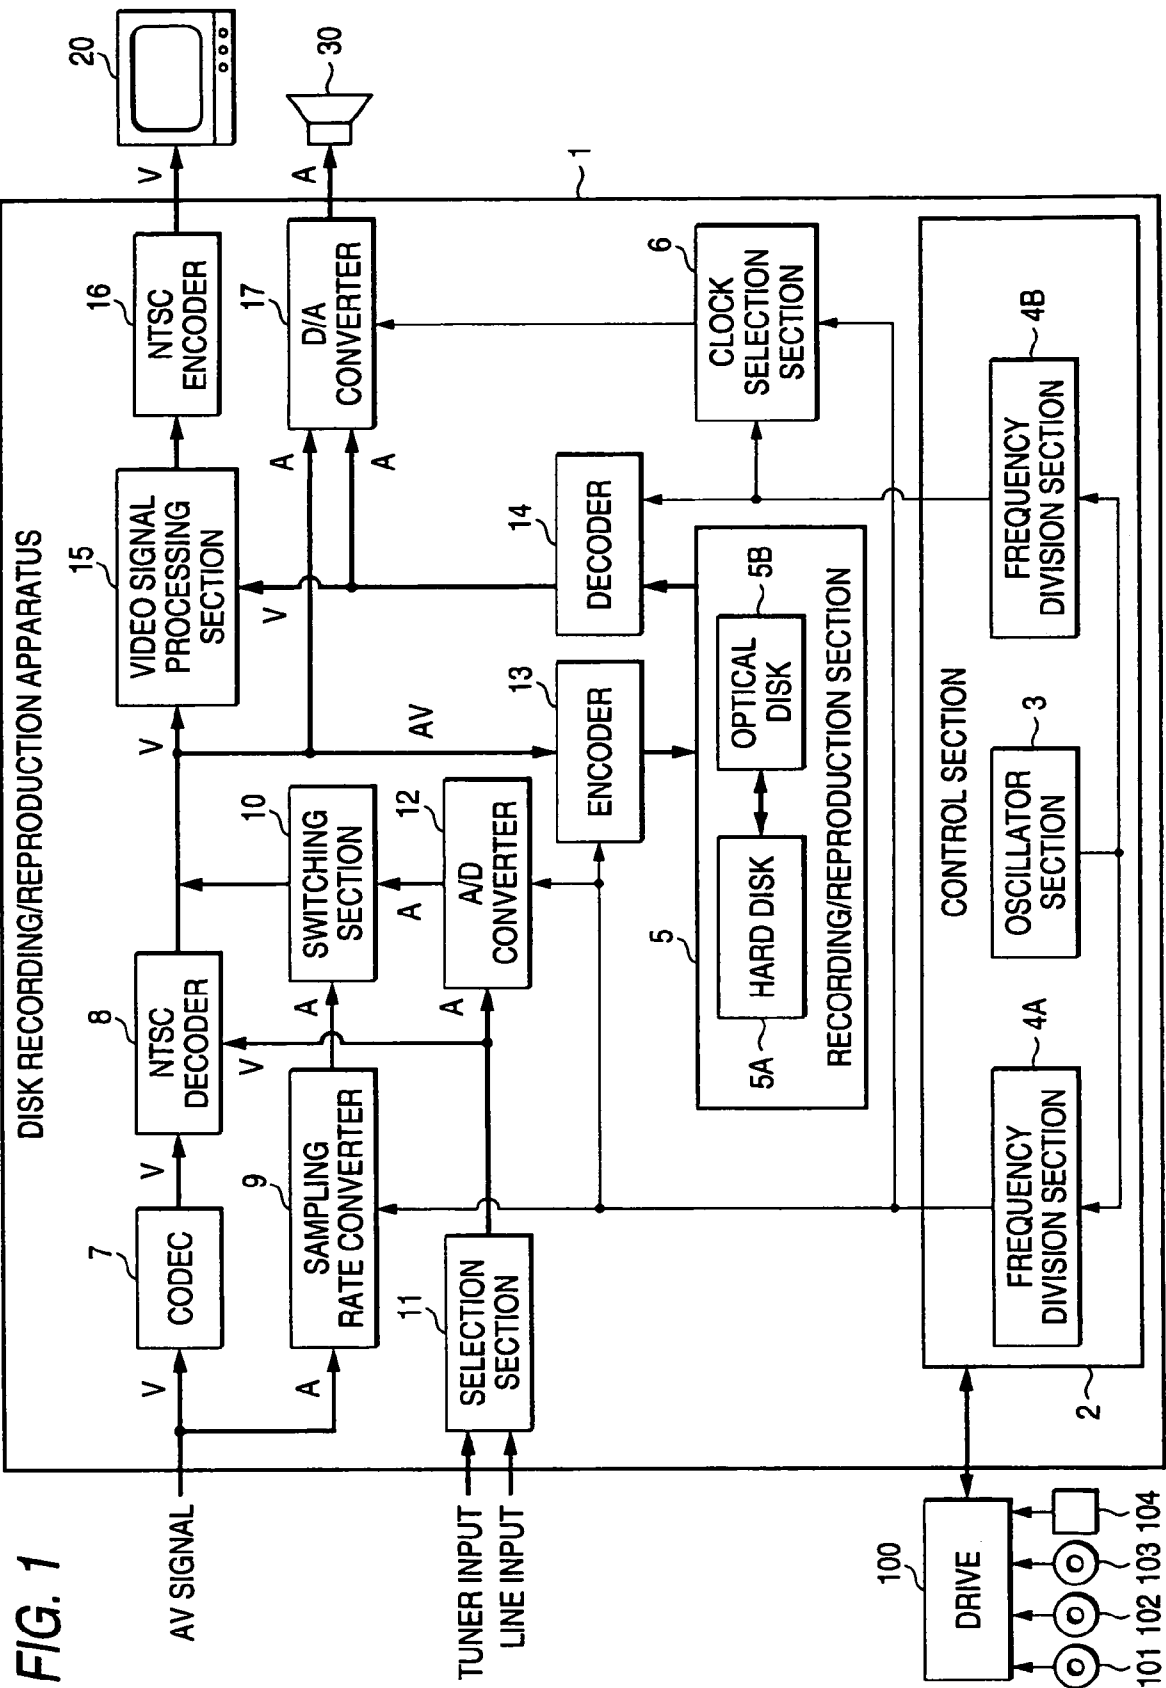 FIG. 1
DISK RECORDING/REPRODUCTION APPARATUS
1
AV SIGNAL
V
A
7
CODEC
V
8
NTSC
DECODER
V
V
15
VIDEO SIGNAL
PROCESSING
SECTION
V
16
NTSC
ENCODER
V
20
9
SAMPLING
RATE CONVERTER
A
10
SWITCHING
SECTION
A
A
A
17
D/A
CONVERTER
A
30
TUNER INPUT
LINE INPUT
11
SELECTION
SECTION
A
12
A/D
CONVERTER
AV
13
ENCODER
14
DECODER
6
CLOCK
SELECTION
SECTION
5
5A
HARD DISK
5B
OPTICAL
DISK
RECORDING/REPRODUCTION SECTION
100
DRIVE
101
102
103
104
2
CONTROL SECTION
4A
FREQUENCY
DIVISION SECTION
3
OSCILLATOR
SECTION
4B
FREQUENCY
DIVISION SECTION